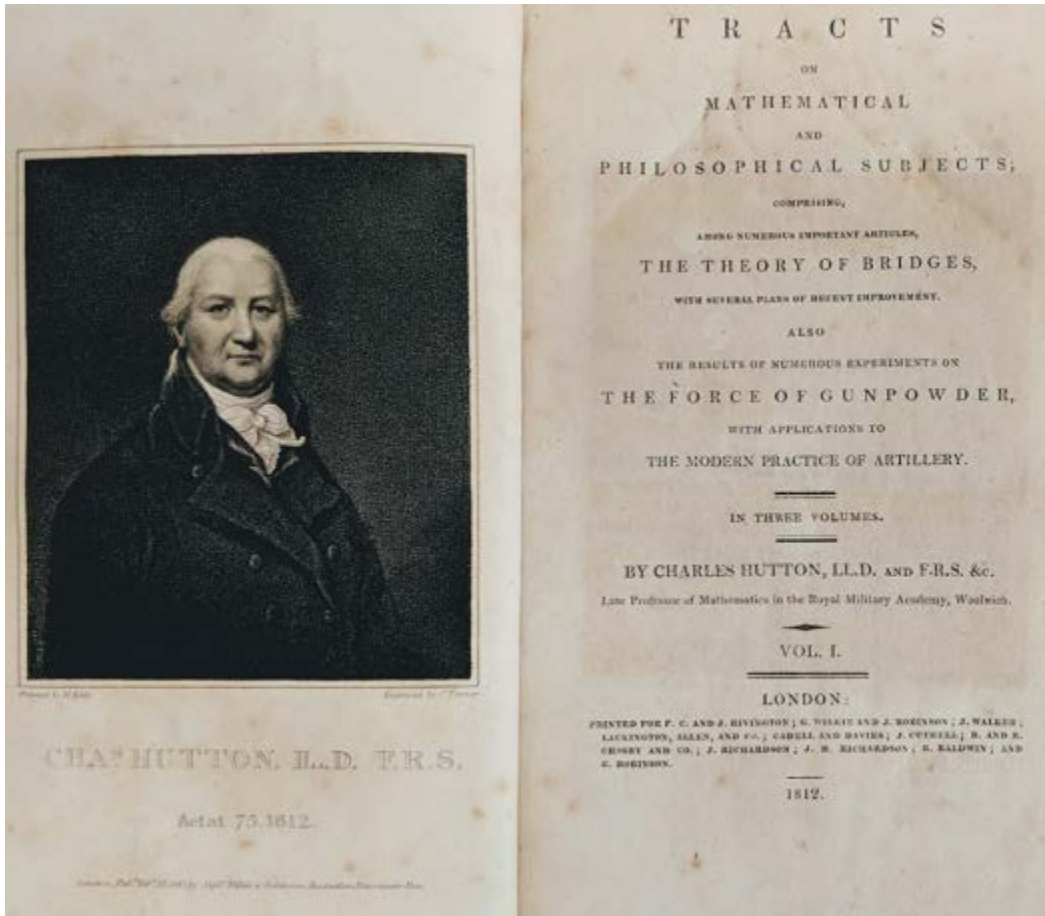 CHAS. HUTTON, LL.D. F.R.S.
Aetat 75. 1812.
TRACTS
ON
MATHEMATICAL
AND
PHILOSOPHICAL SUBJECTS;
COMPRISING,
AMONG NUMEROUS IMPORTANT ARTICLES,
THE THEORY OF BRIDGES,
WITH SEVERAL PLANS OF RECENT IMPROVEMENT.
ALSO
THE RESULTS OF NUMEROUS EXPERIMENTS ON
THE FORCE OF GUNPOWDER,
WITH APPLICATIONS TO
THE MODERN PRACTICE OF ARTILLERY.
IN THREE VOLUMES.
BY CHARLES HUTTON, LL.D. AND F.R.S. &c.
Late Professor of Mathematics in the Royal Military Academy, Woolwich.
VOL. I.
LONDON:
PRINTED FOR F. C. AND J. RIVINGTON; G. WILKIE AND J. ROBINSON; J. WALKER;
LACKINGTON, ALLEN, AND CO.; CADELL AND DAVIES; J. CUTHELL; B. AND R.
CROSBY AND CO.; J. RICHARDSON; J. M. RICHARDSON; R. BALDWIN; AND
G. ROBINSON.
1812.